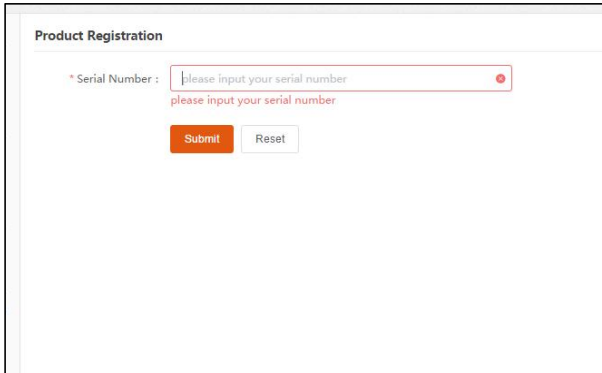 Product Registration
* Serial Number : please input your serial number
please input your serial number
Submit Reset